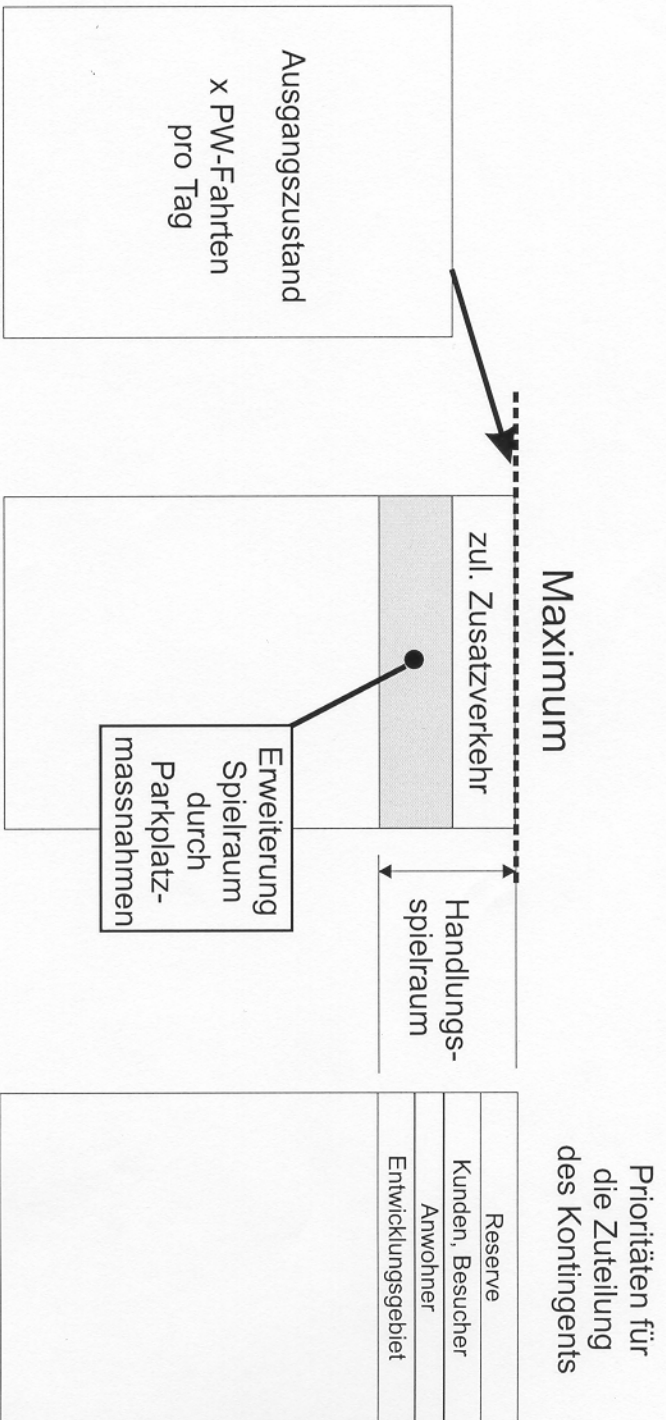 Ausgangszustand
x PW-Fahrten
pro Tag
Maximum
zul. Zusatzverkehr
Erweiterung
Spielraum
durch
Parkplatz-
massnahmen
Handlungs-
spielraum
Prioritäten für
die Zuteilung
des Kontingents
Reserve
Kunden, Besucher
Anwohner
Entwicklungsgebiet